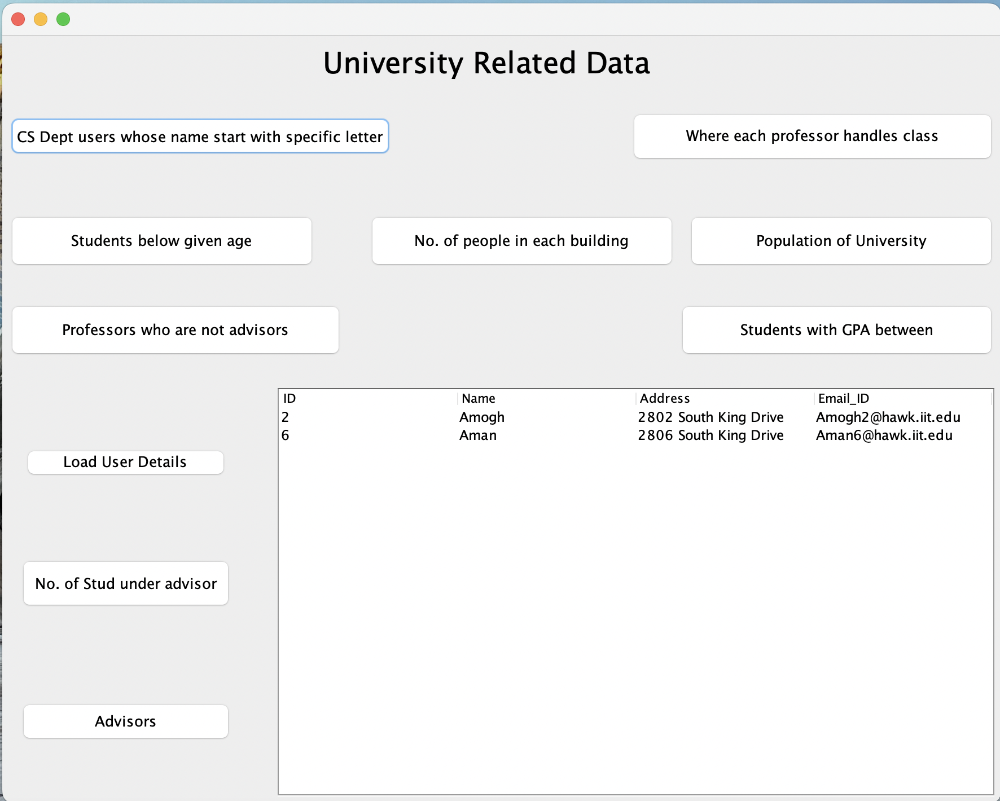 University Related Data
CS Dept users whose name start with specific letter
Where each professor handles class
Students below given age
No. of people in each building
Population of University
Professors who are not advisors
Students with GPA between
ID Name Address Email_ID
2 Amogh 2802 South King Drive Amogh2@hawk.iit.edu
6 Aman 2806 South King Drive Aman6@hawk.iit.edu
Load User Details
No. of Stud under advisor
Advisors